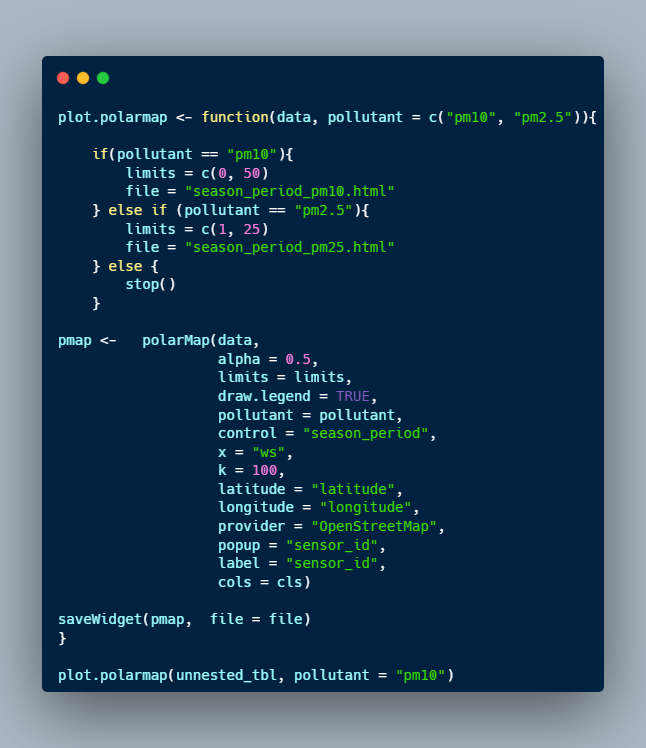 plot.polarmap <- function(data, pollutant = c("pm10", "pm2.5")){
if(pollutant == "pm10"){
limits = c(0, 50)
file = "season_period_pm10.html"
} else if (pollutant == "pm2.5"){
limits = c(1, 25)
file = "season_period_pm25.html"
} else {
stop()
}
pmap <-   polarMap(data,
alpha = 0.5,
limits = limits,
draw.legend = TRUE,
pollutant = pollutant,
control = "season_period",
x = "ws",
k = 100,
latitude = "latitude",
longitude = "longitude",
provider = "OpenStreetMap",
popup = "sensor_id",
label = "sensor_id",
cols = cls)
saveWidget(pmap,  file = file)
}
plot.polarmap(unnested_tbl, pollutant = "pm10")